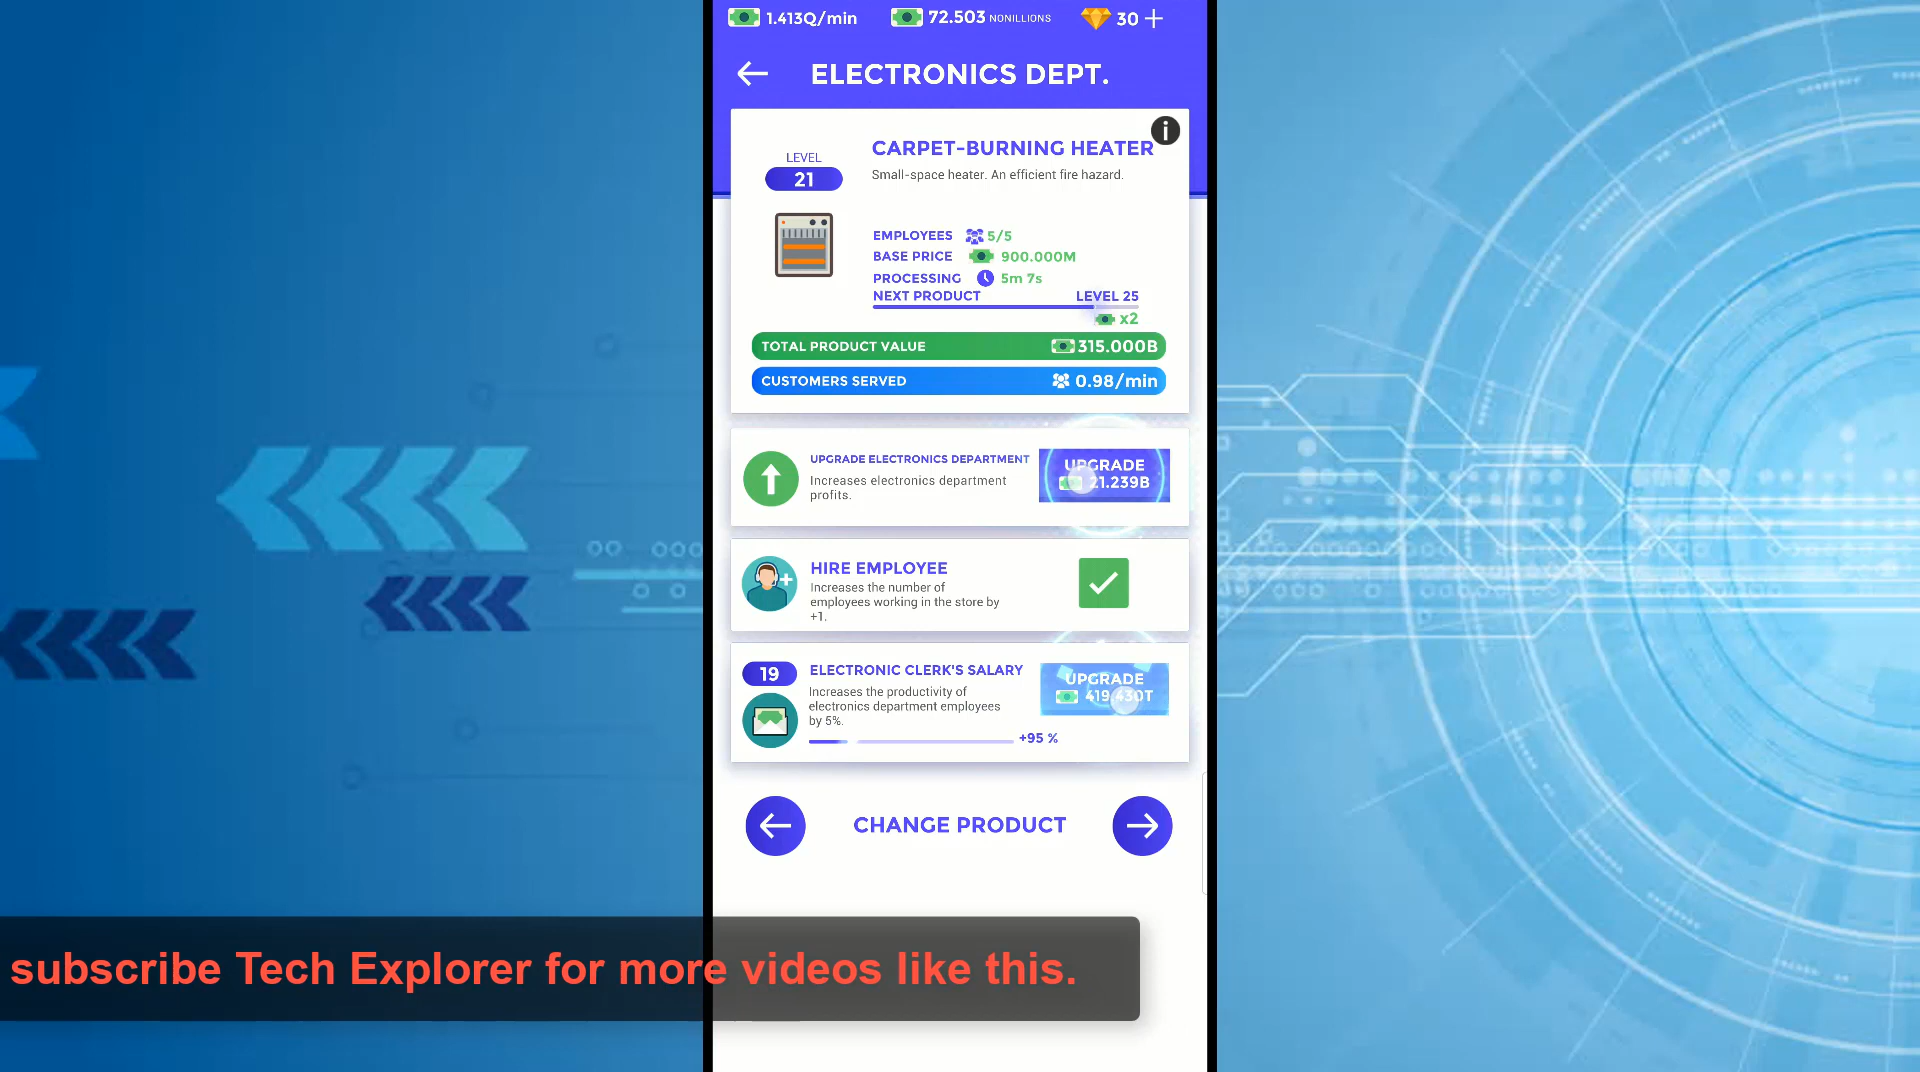 1.413Q/min 72.503 NONILLIONS 30
ELECTRONICS DEPT.
i
CARPET-BURNING HEATER
LEVEL
21
Small-space heater. An efficient fire hazard.
EMPLOYEES 5/5
BASE PRICE 900.000M
PROCESSING 5m 7s
NEXT PRODUCT LEVEL 25
x2
TOTAL PRODUCT VALUE 315.000B
CUSTOMERS SERVED 0.98/min
UPGRADE ELECTRONICS DEPARTMENT
Increases electronics department
profits.
UPGRADE
21.239B
HIRE EMPLOYEE
Increases the number of
employees working in the store by
+1.
19
ELECTRONIC CLERK'S SALARY
Increases the productivity of
electronics department employees
by 5%.
+95 %
UPGRADE
419.430T
CHANGE PRODUCT
subscribe Tech Explorer for more videos like this.